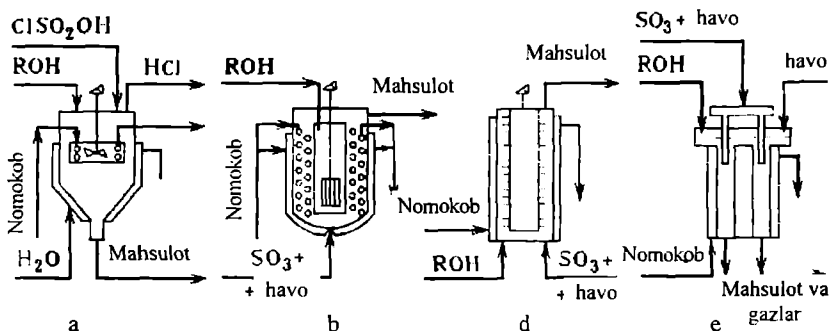 ClSO₂OH
ROH
HCl
Nomokob
H₂O
Mahsulot
a
ROH
Mahsulot
Nomokob
SO₃+
+ havo
b
Mahsulot
Nomokob
ROH
SO₃+
+ havo
d
SO₃+ havo
ROH
havo
Nomokob
Mahsulot va
gazlar
e